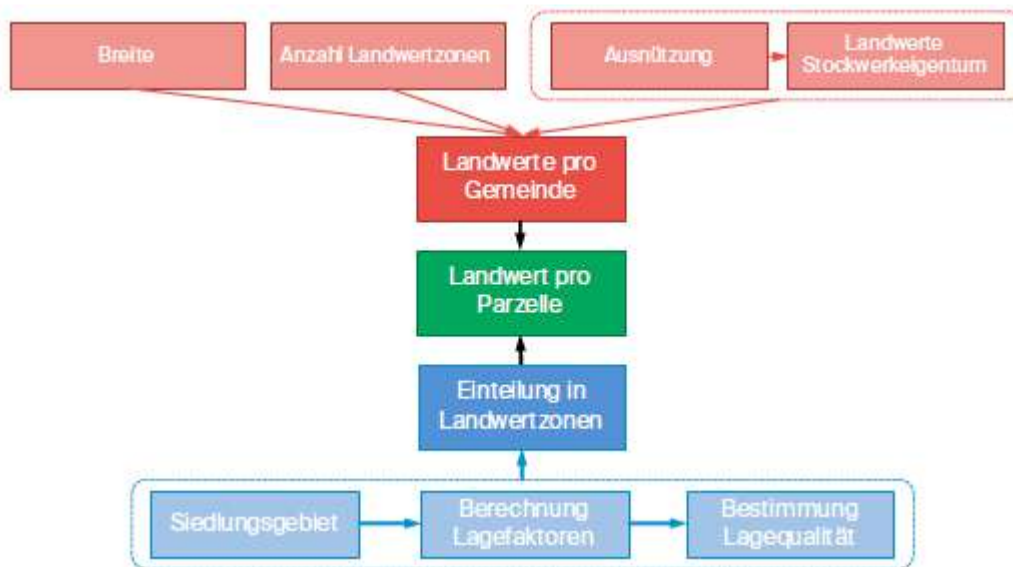 Breite
Anzahl Landwertzonen
Ausnützung
Landwerte
Stockwerkeigentum
Landwerte pro
Gemeinde
Landwert pro
Parzelle
Einteilung in
Landwertzonen
Siedlungsgebiet
Berechnung
Lagefaktoren
Bestimmung
Lagequalität